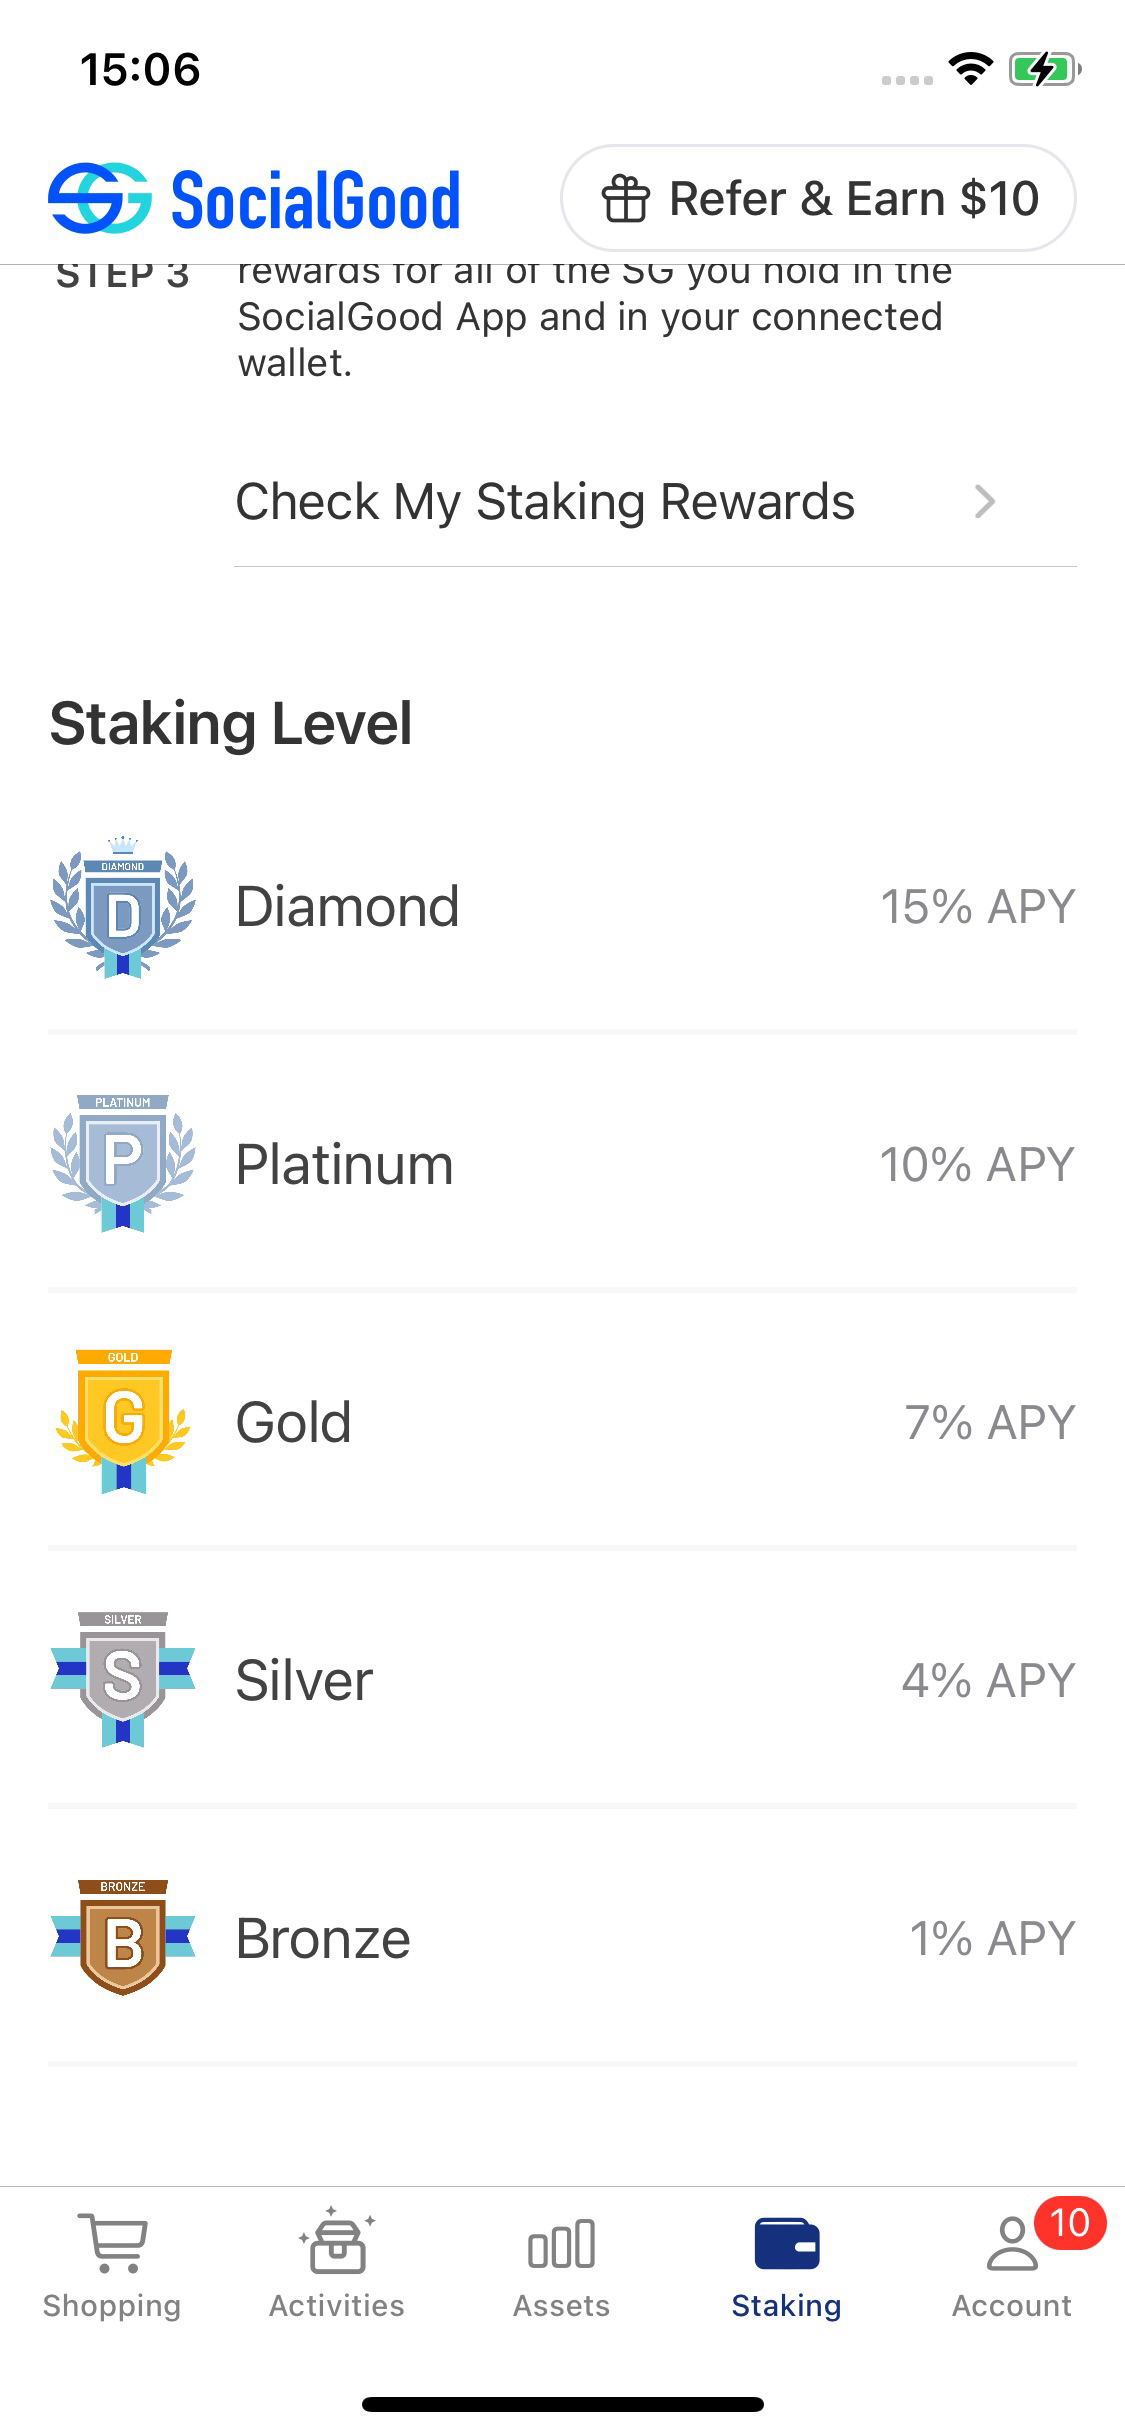 15:06
SocialGood
Refer & Earn $10
STEP 3
rewards for all of the SG you hold in the
SocialGood App and in your connected
wallet.
Check My Staking Rewards
Staking Level
DIAMOND
D
Diamond
15% APY
PLATINUM
P
Platinum
10% APY
GOLD
G
Gold
7% APY
SILVER
S
Silver
4% APY
BRONZE
B
Bronze
1% APY
10
Shopping
Activities
Assets
Staking
Account